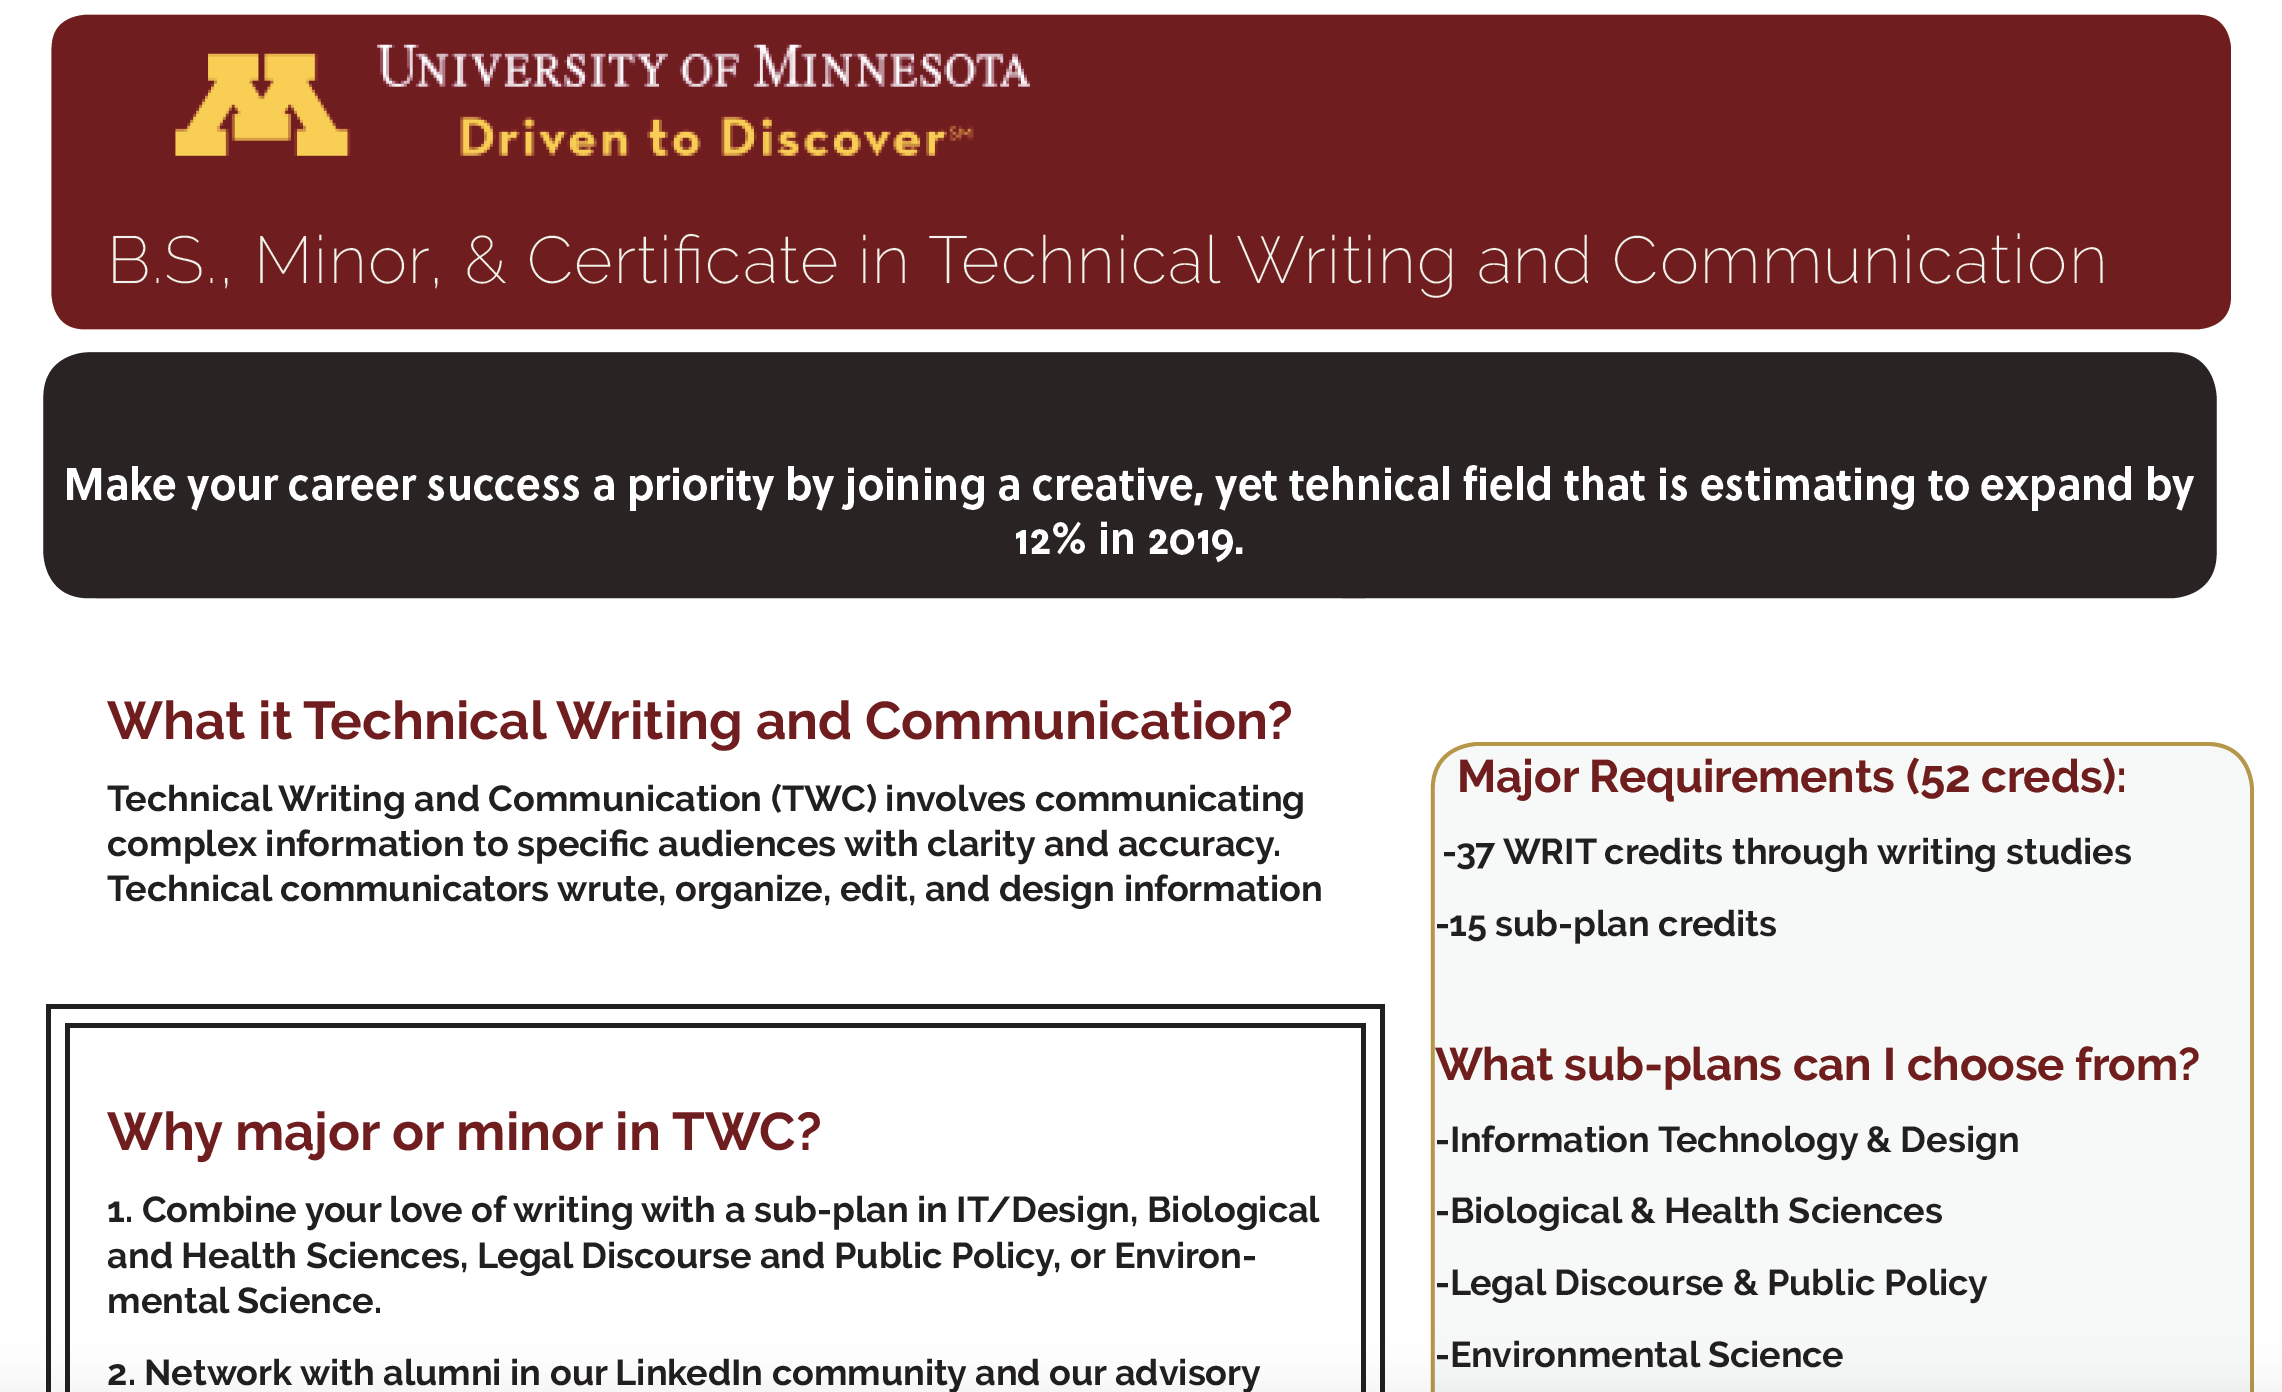 UNIVERSITY OF MINNESOTA
Driven to Discover℠
B.S., Minor, & Certificate in Technical Writing and Communication
Make your career success a priority by joining a creative, yet tehnical field that is estimating to expand by
12% in 2019.
What it Technical Writing and Communication?
Technical Writing and Communication (TWC) involves communicating
complex information to specific audiences with clarity and accuracy.
Technical communicators wrute, organize, edit, and design information
Why major or minor in TWC?
1. Combine your love of writing with a sub-plan in IT/Design, Biological
and Health Sciences, Legal Discourse and Public Policy, or Environ-
mental Science.
2. Network with alumni in our LinkedIn community and our advisory
Major Requirements (52 creds):
-37 WRIT credits through writing studies
-15 sub-plan credits
What sub-plans can I choose from?
-Information Technology & Design
-Biological & Health Sciences
-Legal Discourse & Public Policy
-Environmental Science